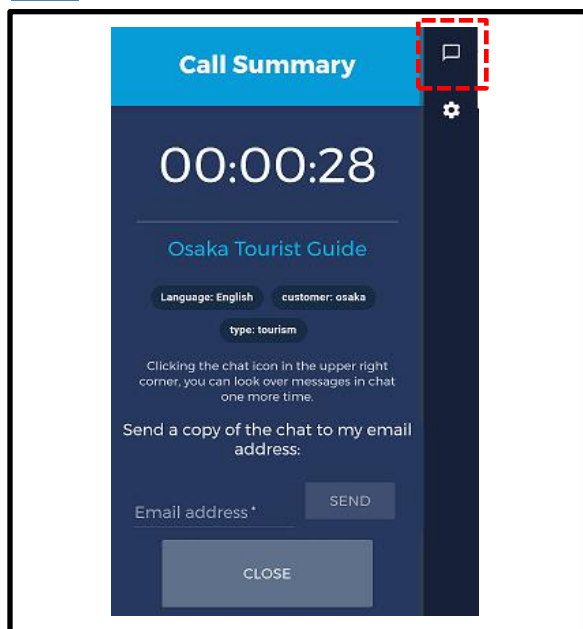 Call Summary
00:00:28
Osaka Tourist Guide
Language: English customer: osaka
type: tourism
Clicking the chat icon in the upper right
corner, you can look over messages in chat
one more time.
Send a copy of the chat to my email
address:
Email address * SEND
CLOSE